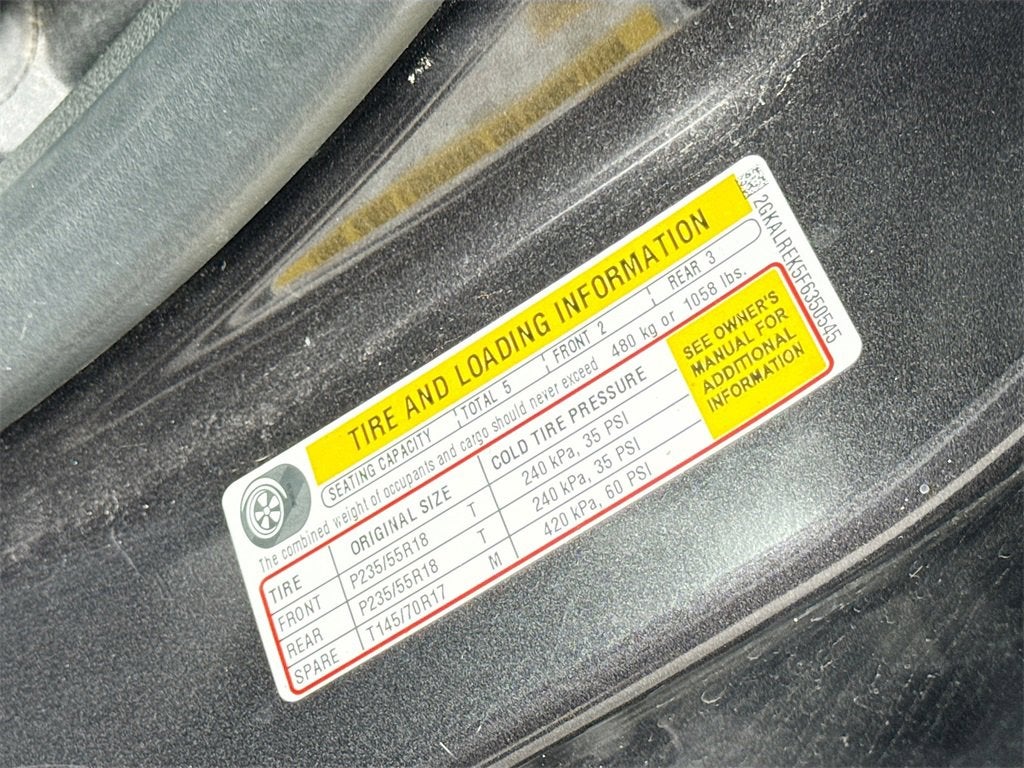 TIRE AND LOADING INFORMATION
2GKALREK5F6350545
SEATING CAPACITY TOTAL 5 FRONT 2 REAR 3
The combined weight of occupants and cargo should never exceed 480 kg or 1058 lbs.
TIRE ORIGINAL SIZE COLD TIRE PRESSURE
FRONT P235/55R18 T 240 kPa, 35 PSI
REAR P235/55R18 T 240 kPa, 35 PSI
SPARE T145/70R17 M 420 kPa, 60 PSI
SEE OWNER'S
MANUAL FOR
ADDITIONAL
INFORMATION